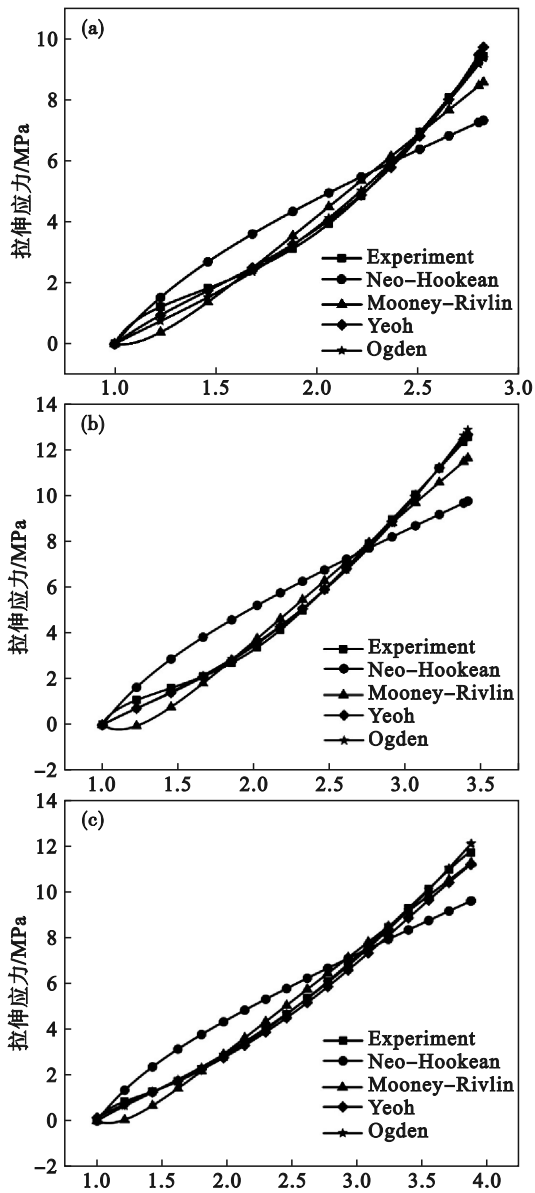 (a)
10
8
6
4
2
0
拉伸应力/MPa
Experiment
Neo-Hookean
Mooney-Rivlin
Yeoh
Ogden
1.0 1.5 2.0 2.5 3.0
(b)
14
12
10
8
6
4
2
0
-2
拉伸应力/MPa
Experiment
Neo-Hookean
Mooney-Rivlin
Yeoh
Ogden
1.0 1.5 2.0 2.5 3.0 3.5
(c)
14
12
10
8
6
4
2
0
-2
拉伸应力/MPa
Experiment
Neo-Hookean
Mooney-Rivlin
Yeoh
Ogden
1.0 1.5 2.0 2.5 3.0 3.5 4.0